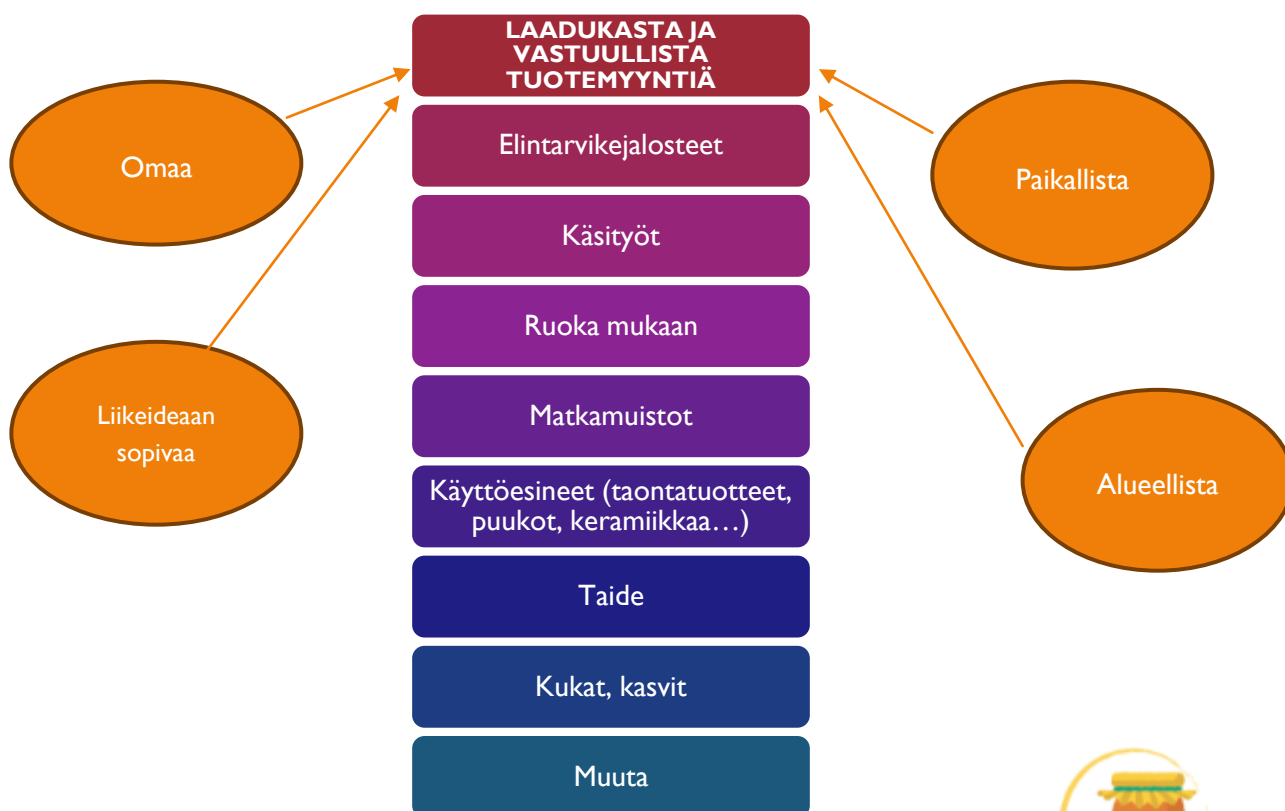 LAADUKASTA JA
VASTUULLISTA
TUOTEMYYNTIÄ
Omaa
Elintarvikejalosteet
Paikallista
Käsityöt
Ruoka mukaan
Liikeideaan
sopivaa
Matkamuistot
Käyttöesineet (taontatuotteet,
puukot, keramiikkaa…)
Alueellista
Taide
Kukat, kasvit
Muuta